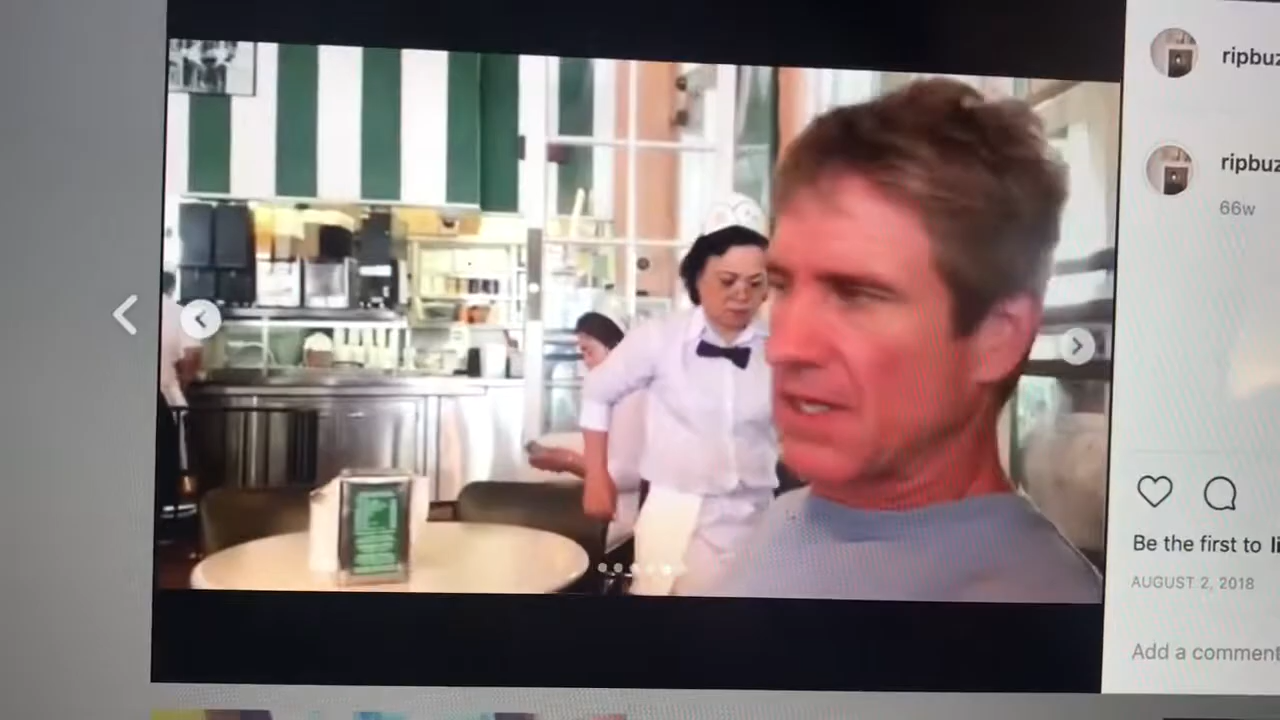 ripbuz
ripbuz
66w
Be the first to li
AUGUST 2, 2018
Add a comment